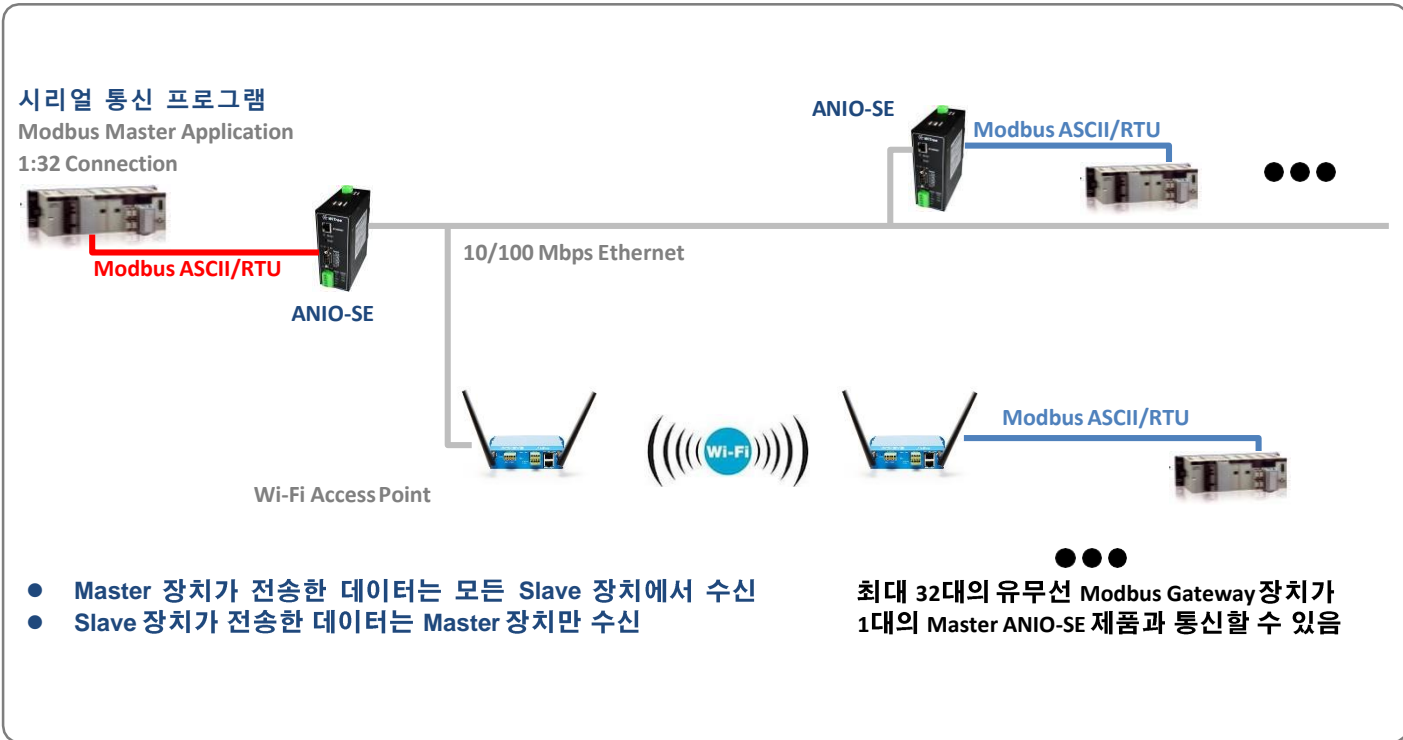 시리얼 통신 프로그램
Modbus Master Application
1:32 Connection
Modbus ASCII/RTU
ANIO-SE
ANIO-SE
Modbus ASCII/RTU
10/100 Mbps Ethernet
Wi-Fi
Modbus ASCII/RTU
Wi-Fi Access Point
● Master 장치가 전송한 데이터는 모든 Slave 장치에서 수신
● Slave 장치가 전송한 데이터는 Master 장치만 수신
최대 32대의 유무선 Modbus Gateway 장치가
1대의 Master ANIO-SE 제품과 통신할 수 있음